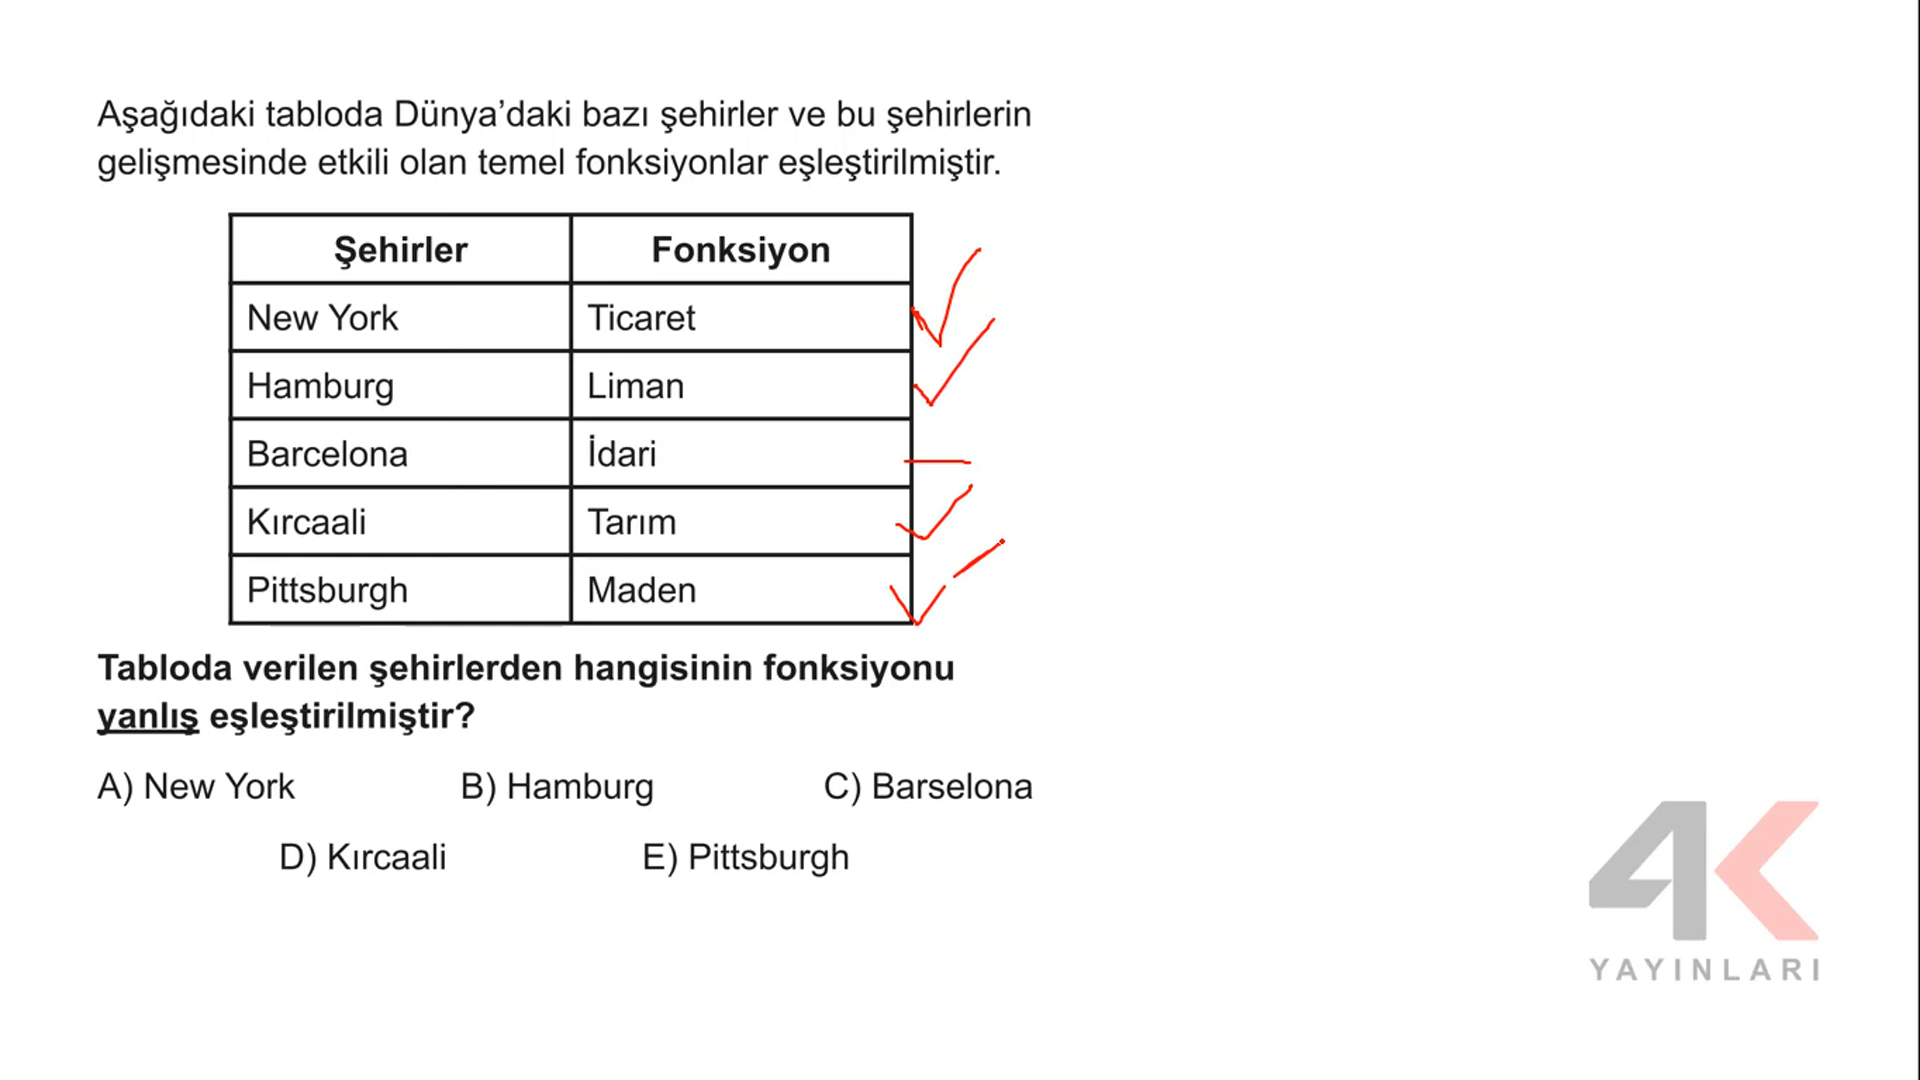 Aşağıdaki tabloda Dünya’daki bazı şehirler ve bu şehirlerin
gelişmesinde etkili olan temel fonksiyonlar eşleştirilmiştir.
Şehirler Fonksiyon
New York Ticaret
Hamburg Liman
Barcelona İdari
Kırcaali Tarım
Pittsburgh Maden
Tabloda verilen şehirlerden hangisinin fonksiyonu
yanlış eşleştirilmiştir?
A) New York B) Hamburg C) Barselona
D) Kırcaali E) Pittsburgh
4K
YAYINLARI